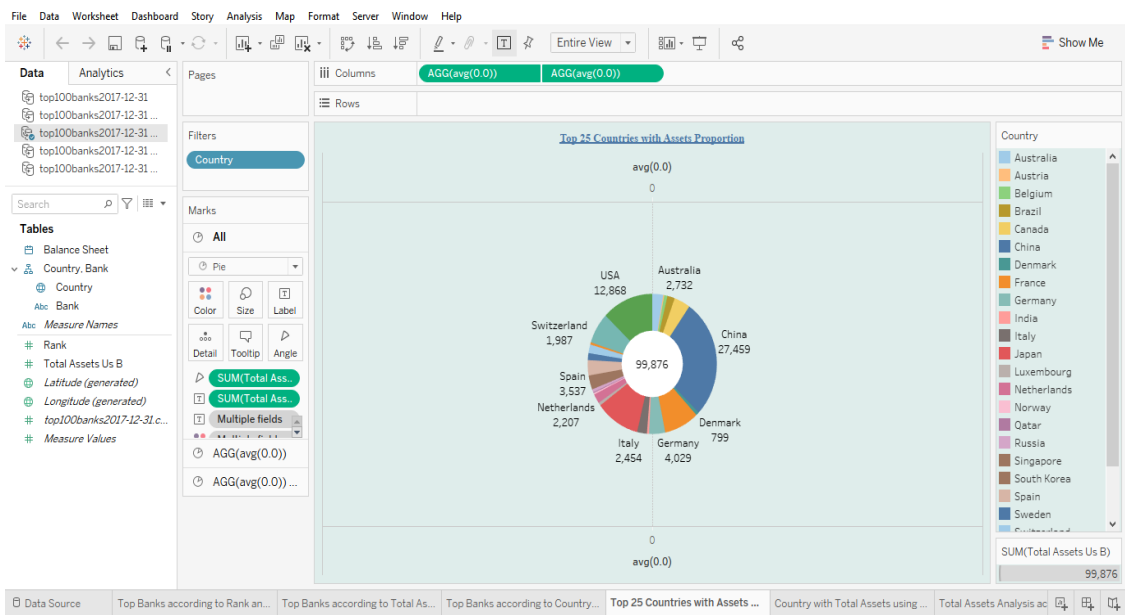 File Data Worksheet Dashboard Story Analysis Map Format Server Window Help
Entire View
Show Me
Data Analytics
top100banks2017-12-31
top100banks2017-12-31 ...
top100banks2017-12-31 ...
top100banks2017-12-31 ...
top100banks2017-12-31 ...
Search
Tables
Balance Sheet
Country, Bank
Country
Abc Bank
Abc Measure Names
# Rank
# Total Assets Us B
Latitude (generated)
Longitude (generated)
# top100banks2017-12-31.c...
# Measure Values
Pages
Filters
Country
Marks
All
Pie
Color Size Label
Detail Tooltip Angle
SUM(Total Ass..
SUM(Total Ass..
Multiple fields
AGG(avg(0.0))
AGG(avg(0.0)) ...
Columns AGG(avg(0.0)) AGG(avg(0.0))
Rows
Top 25 Countries with Assets Proportion
avg(0.0)
0
USA
12,868
Australia
2,732
Switzerland
1,987
China
27,459
99,876
Spain
3,537
Netherlands
2,207
Denmark
799
Italy
2,454
Germany
4,029
0
avg(0.0)
Country
Australia
Austria
Belgium
Brazil
Canada
China
Denmark
France
Germany
India
Italy
Japan
Luxembourg
Netherlands
Norway
Qatar
Russia
Singapore
South Korea
Spain
Sweden
Switzerland
SUM(Total Assets Us B)
99,876
Data Source Top Banks according to Rank an... Top Banks according to Total As... Top Banks according to Country... Top 25 Countries with Assets ... Country with Total Assets using ... Total Assets Analysis ac